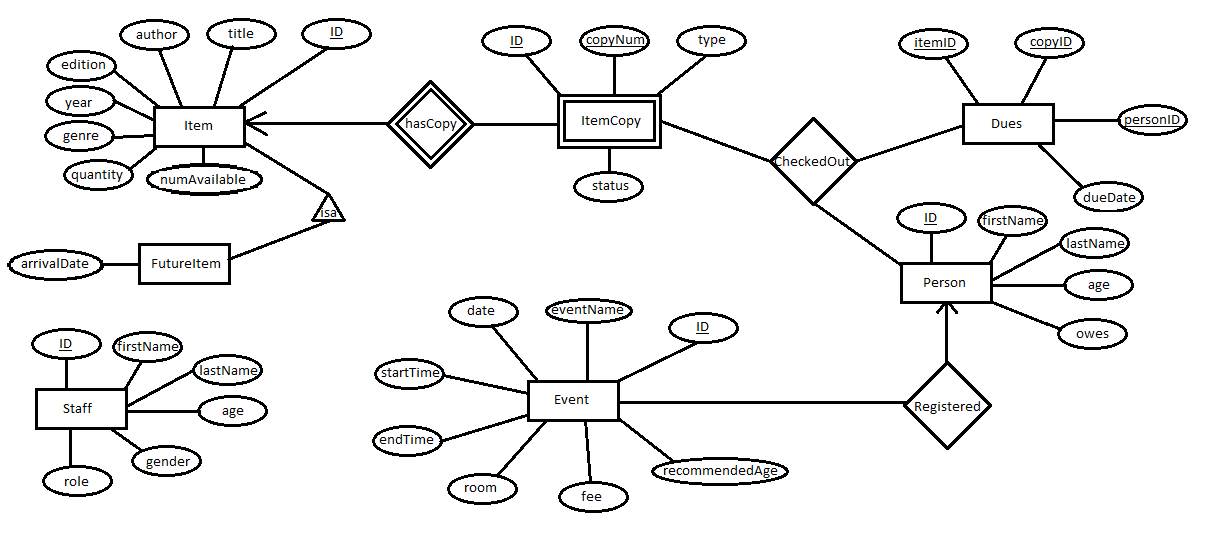 author
title
ID
edition
year
genre
quantity
Item
numAvailable
hasCopy
ID
copyNum
type
ItemCopy
status
CheckedOut
itemID
copyID
Dues
personID
dueDate
isa
arrivalDate
FutureItem
ID
firstName
lastName
Person
age
owes
ID
firstName
lastName
Staff
age
gender
role
date
eventName
ID
startTime
Event
endTime
room
fee
recommendedAge
Registered